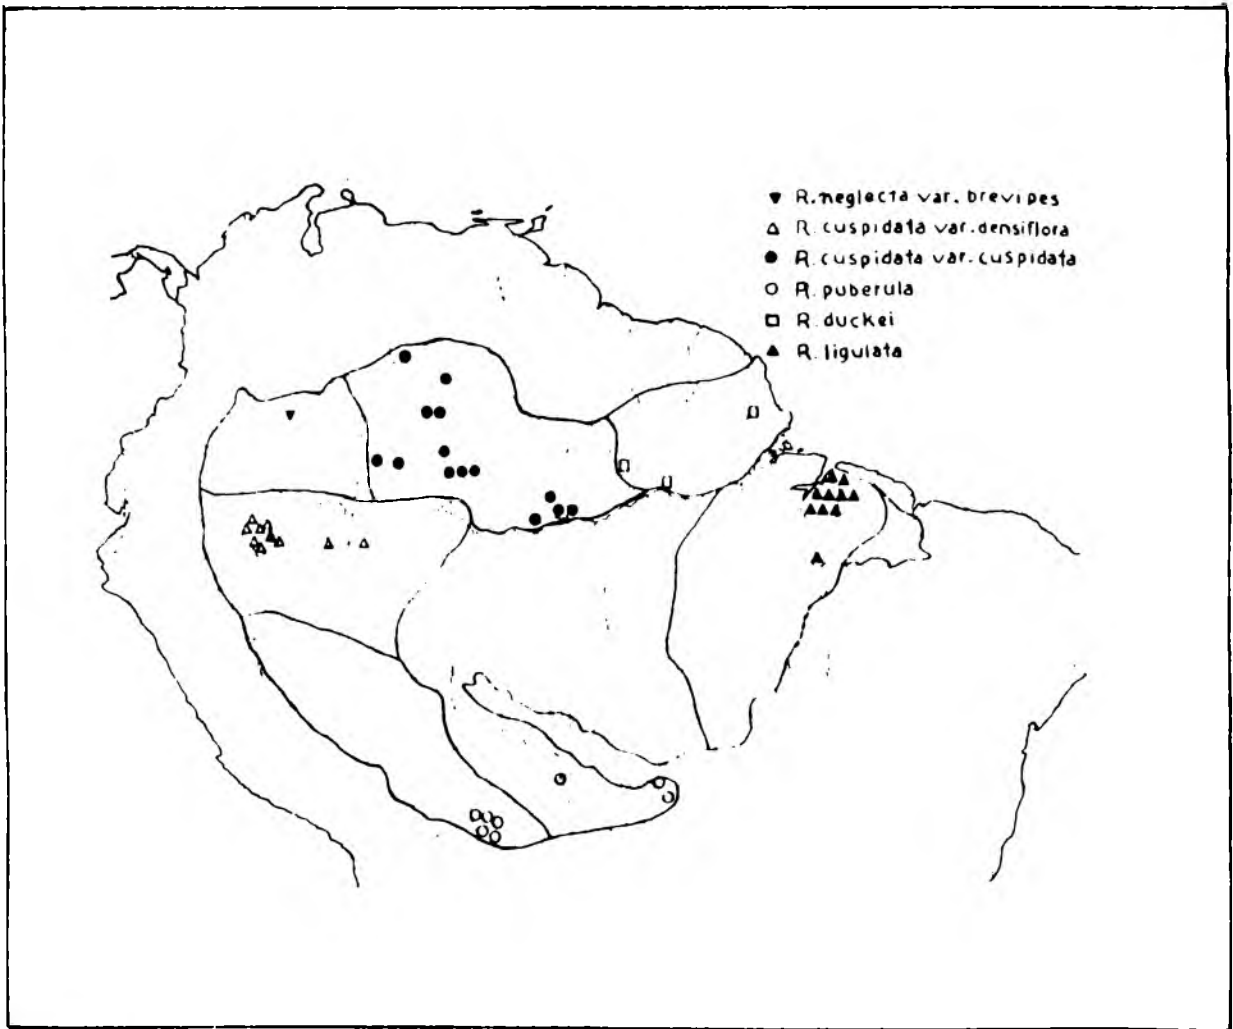 R. neglecta var. brevipes
R. cuspidata var. densiflora
R. cuspidata var. cuspidata
R. puberula
R. duckei
R. ligulata